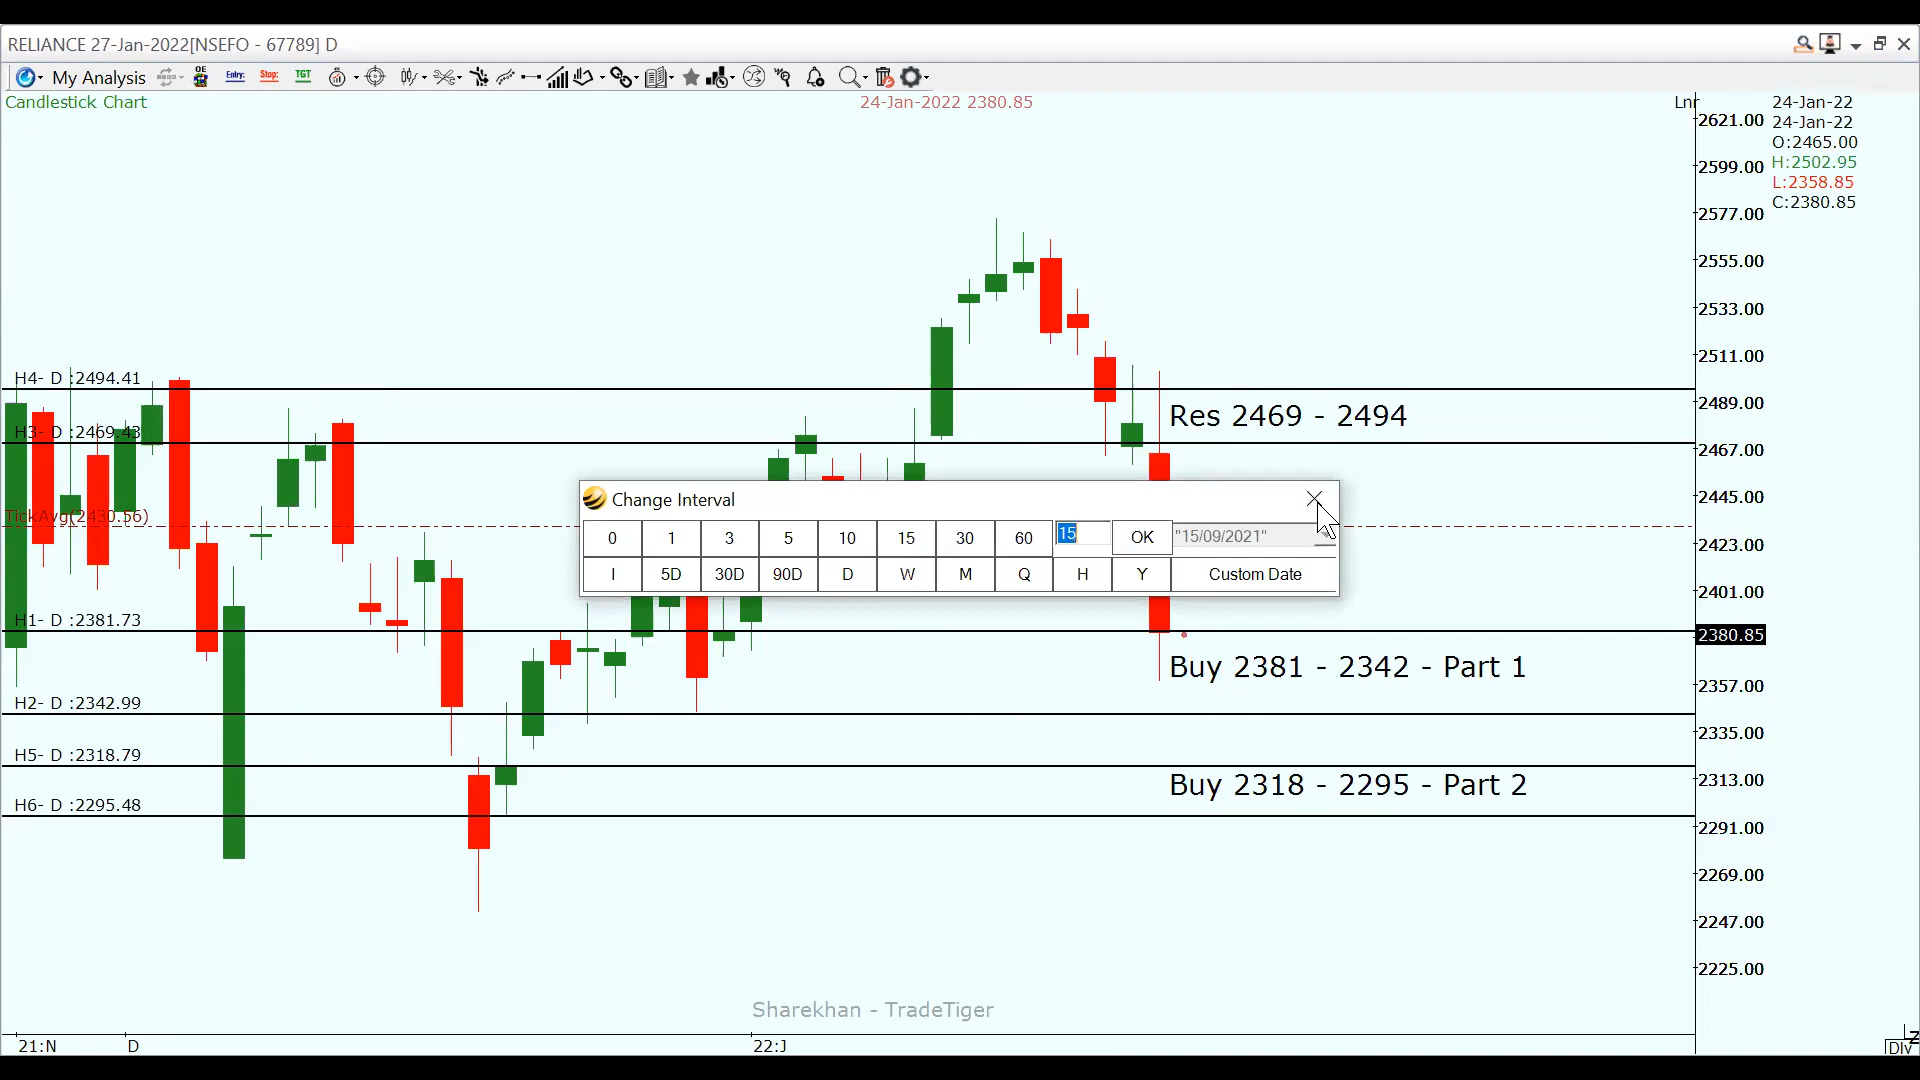 RELIANCE 27-Jan-2022[NSEFO - 67789] D
My Analysis OE Entry: Stop: TGT
Candlestick Chart
24-Jan-2022 2380.85
Lnr
24-Jan-22
24-Jan-22
O:2465.00
H:2502.95
L:2358.85
C:2380.85
2621.00
2599.00
2577.00
2555.00
2533.00
2511.00
2489.00
2467.00
2445.00
2423.00
2401.00
2380.85
2357.00
2335.00
2313.00
2291.00
2269.00
2247.00
2225.00
H4- D :2494.41
Res 2469 - 2494
H3- D :2469.43
TickAvg(2430.56)
Change Interval
0 1 3 5 10 15 30 60 15 OK "15/09/2021"
I 5D 30D 90D D W M Q H Y Custom Date
H1- D :2381.73
Buy 2381 - 2342 - Part 1
H2- D :2342.99
H5- D :2318.79
Buy 2318 - 2295 - Part 2
H6- D :2295.48
Sharekhan - TradeTiger
21:N D 22:J